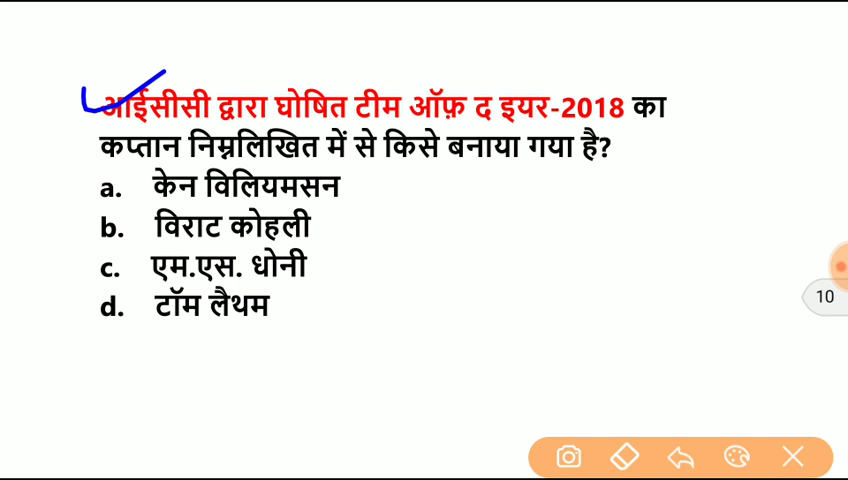 आईसीसी द्वारा घोषित टीम ऑफ़ द इयर-2018 का
कप्तान निम्नलिखित में से किसे बनाया गया है?
a. केन विलियमसन
b. विराट कोहली
c. एम.एस. धोनी
d. टॉम लैथम
10